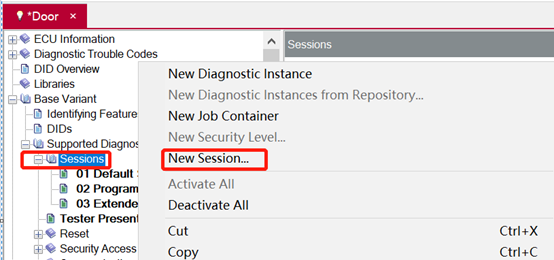 *Door ×
ECU Information
Diagnostic Trouble Codes
DID Overview
Libraries
Base Variant
Identifying Feature
DIDs
Supported Diagnos
Sessions
01 Default S
02 Program
03 Extende
Tester Present
Reset
Security Access
Sessions
New Diagnostic Instance
New Diagnostic Instances from Repository...
New Job Container
New Security Level...
New Session...
Activate All
Deactivate All
Cut Ctrl+X
Copy Ctrl+C